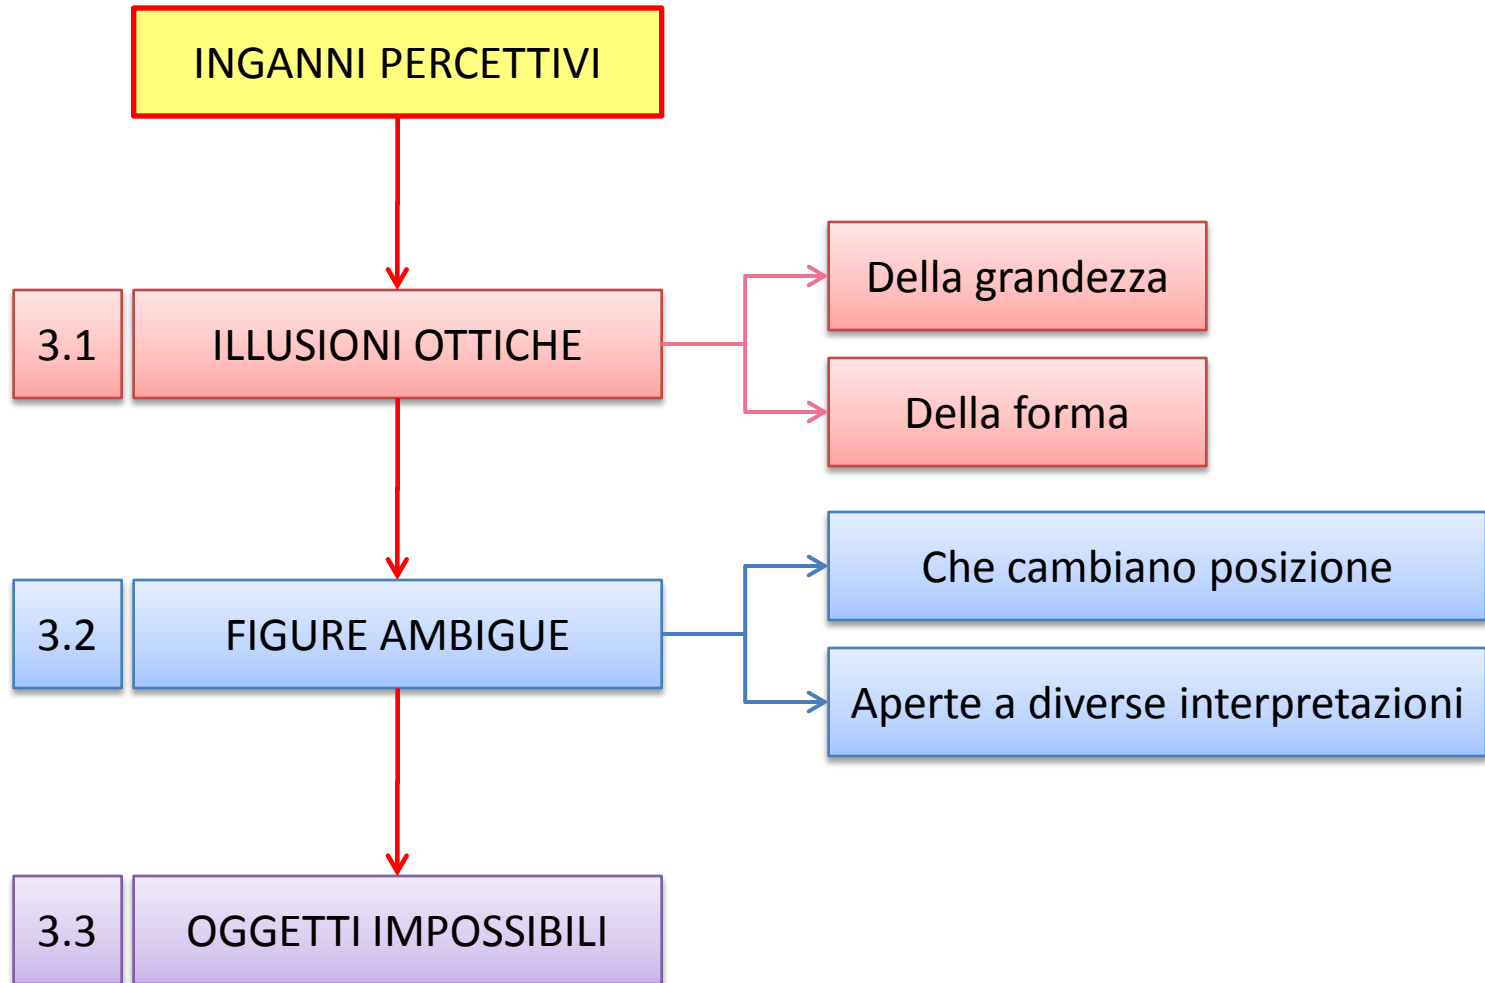 INGANNI PERCETTIVI
3.1
ILLUSIONI OTTICHE
Della grandezza
Della forma
3.2
FIGURE AMBIGUE
Che cambiano posizione
Aperte a diverse interpretazioni
3.3
OGGETTI IMPOSSIBILI